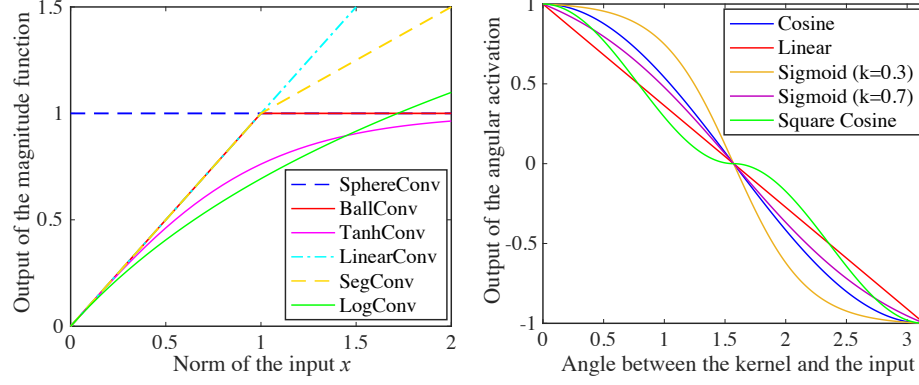 Output of the magnitude function
1.5
1
0.5
0
0
0.5
1
1.5
2
Norm of the input x
SphereConv
BallConv
TanhConv
LinearConv
SegConv
LogConv
Output of the angular activation
1
0.5
0
-0.5
-1
0
0.5
1
1.5
2
2.5
3
Angle between the kernel and the input
Cosine
Linear
Sigmoid (k=0.3)
Sigmoid (k=0.7)
Square Cosine